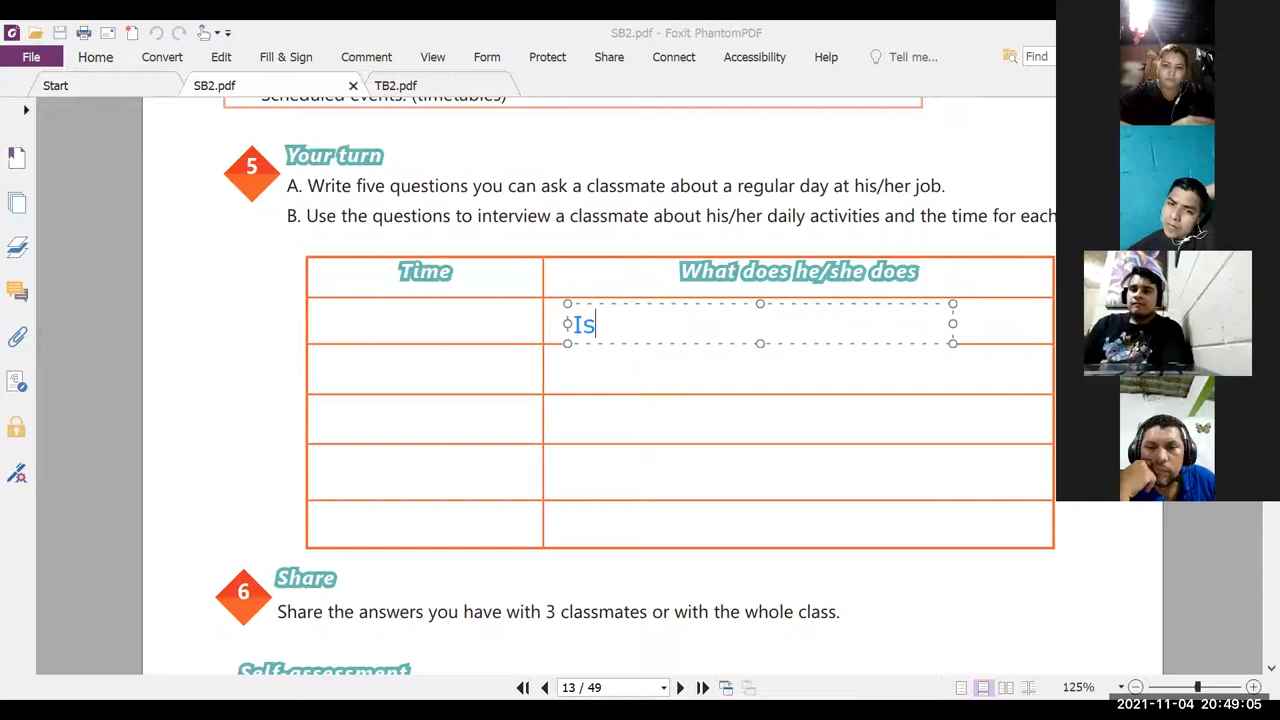 SB2.pdf - Foxit PhantomPDF
File Home Convert Edit Fill & Sign Comment View Form Protect Share Connect Accessibility Help Tell me... Find
Start SB2.pdf TB2.pdf
Scheduled events. (timetables)
5 Your turn
A. Write five questions you can ask a classmate about a regular day at his/her job.
B. Use the questions to interview a classmate about his/her daily activities and the time for each
Time What does he/she does
Is
6 Share
Share the answers you have with 3 classmates or with the whole class.
Self-assessment
13 / 49 125%
2021-11-04 20:49:05